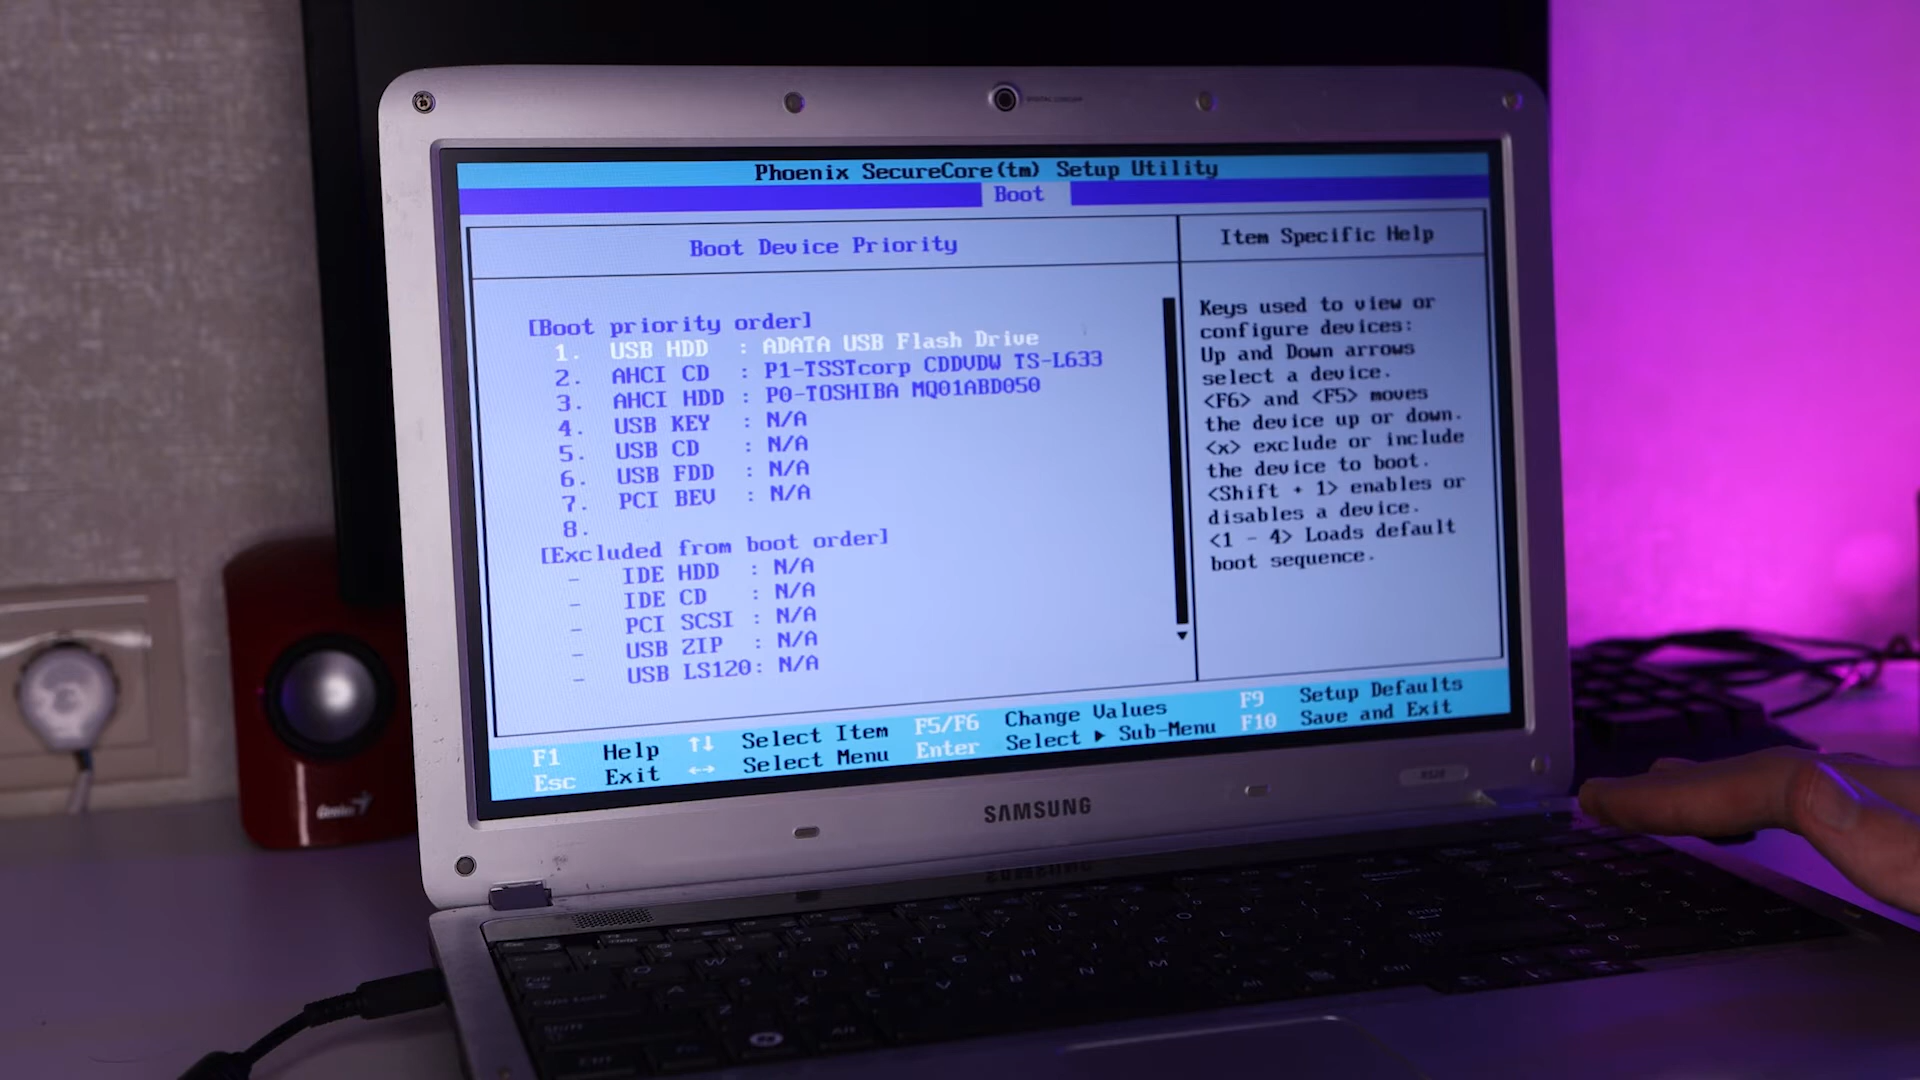 Phoenix SecureCore(tm) Setup Utility
Boot
Boot Device Priority
[Boot priority order]
1. USB HDD : ADATA USB Flash Drive
2. AHCI CD : P1-TSSTcorp CDDVDW TS-L633
3. AHCI HDD : P0-TOSHIBA MQ01ABD050
4. USB KEY : N/A
5. USB CD : N/A
6. USB FDD : N/A
7. PCI BEV : N/A
8.
[Excluded from boot order]
- IDE HDD : N/A
- IDE CD : N/A
- PCI SCSI : N/A
- USB ZIP : N/A
- USB LS120: N/A
Item Specific Help
Keys used to view or
configure devices:
Up and Down arrows
select a device.
<F6> and <F5> moves
the device up or down.
<x> exclude or include
the device to boot.
<Shift + 1> enables or
disables a device.
<1 - 4> Loads default
boot sequence.
F1 Help ↑↓ Select Item F5/F6 Change Values F9 Setup Defaults
Esc Exit ←→ Select Menu Enter Select ▶ Sub-Menu F10 Save and Exit
SAMSUNG
Genius